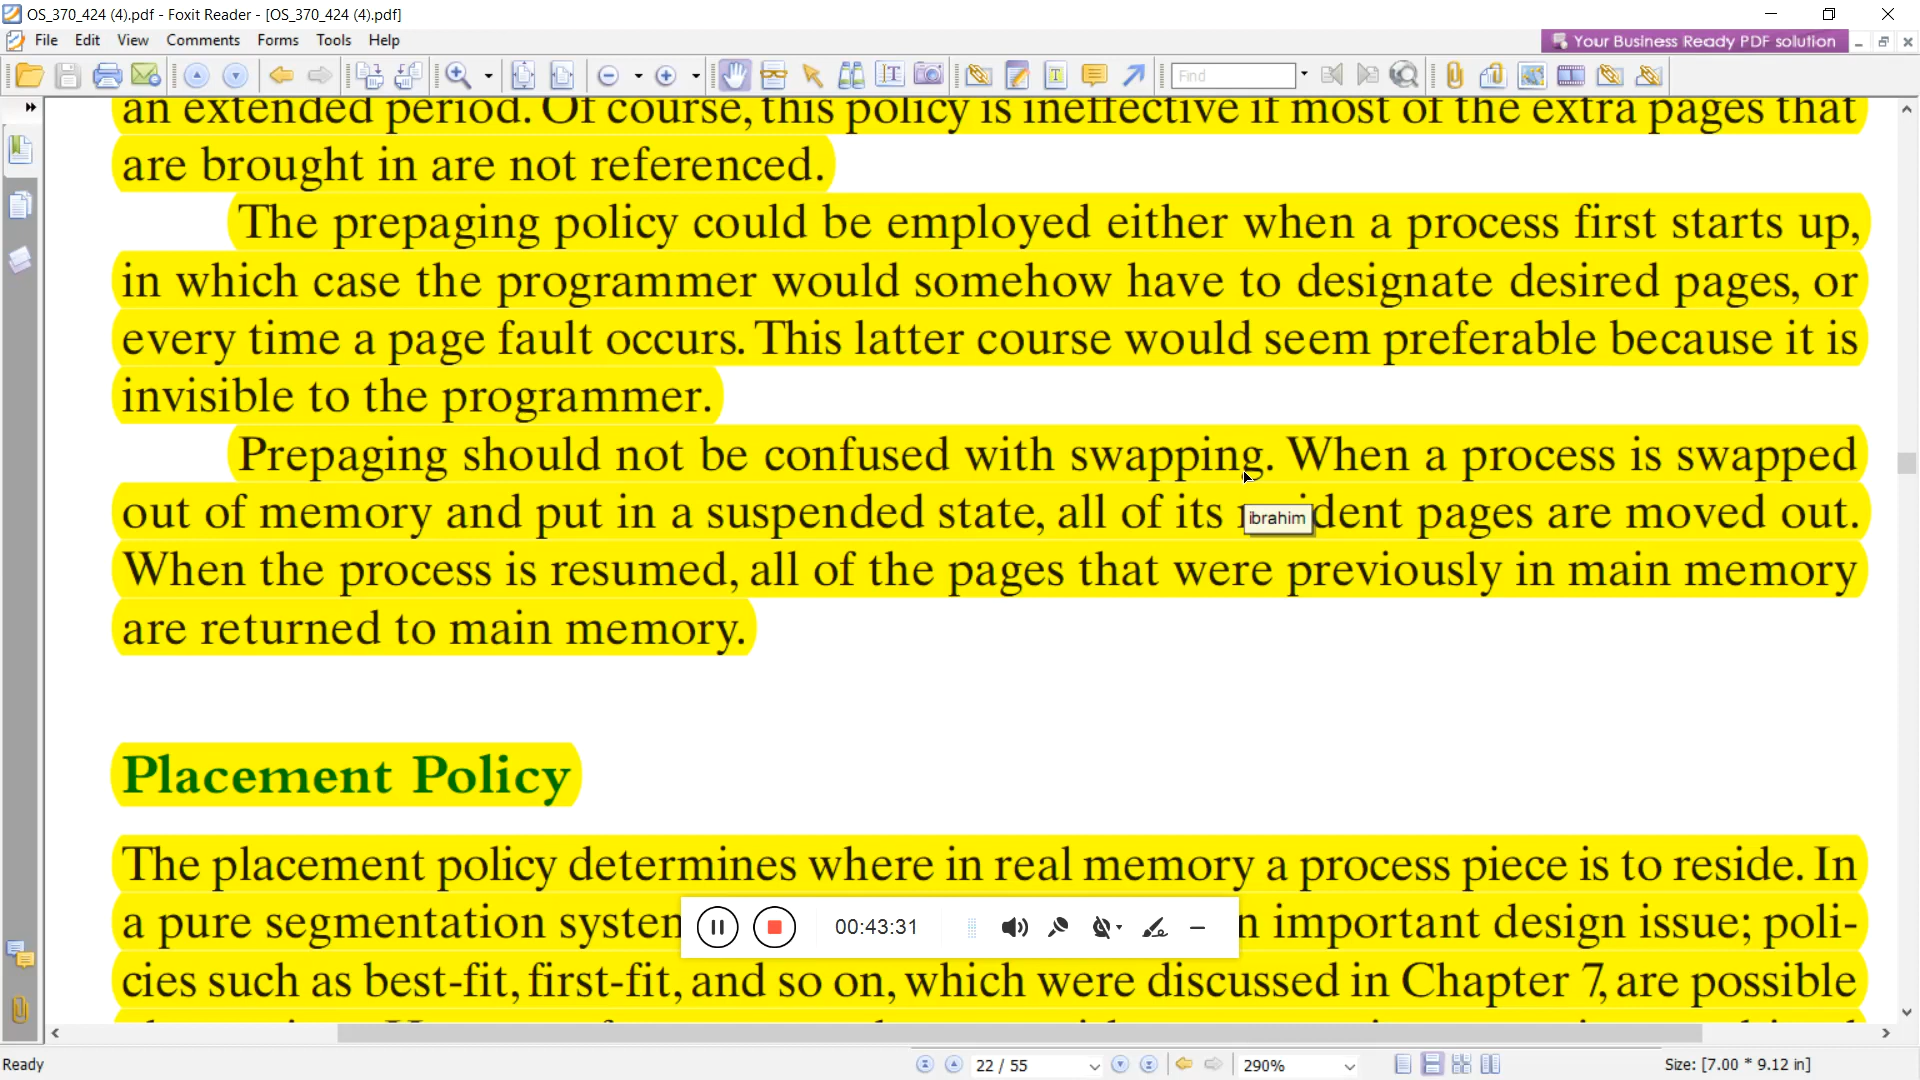 OS_370_424 (4).pdf - Foxit Reader - [OS_370_424 (4).pdf]
File Edit View Comments Forms Tools Help
Your Business Ready PDF solution
Find
an extended period. Of course, this policy is ineffective if most of the extra pages that
are brought in are not referenced.
The prepaging policy could be employed either when a process first starts up,
in which case the programmer would somehow have to designate desired pages, or
every time a page fault occurs. This latter course would seem preferable because it is
invisible to the programmer.
Prepaging should not be confused with swapping. When a process is swapped
out of memory and put in a suspended state, all of its dent pages are moved out.
ibrahim
When the process is resumed, all of the pages that were previously in main memory
are returned to main memory.
Placement Policy
The placement policy determines where in real memory a process piece is to reside. In
a pure segmentation system n important design issue; poli-
00:43:31
cies such as best-fit, first-fit, and so on, which were discussed in Chapter 7, are possible
Ready
22 / 55
290%
Size: [7.00 * 9.12 in]